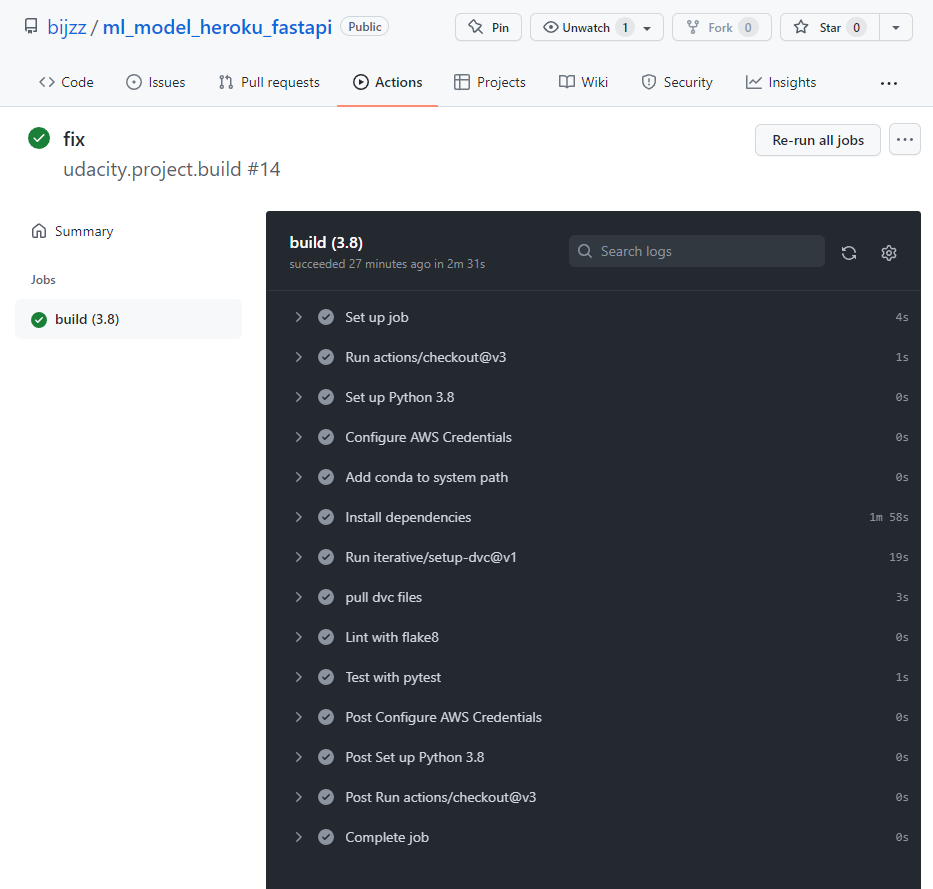 bijzz / ml_model_heroku_fastapi Public Pin Unwatch 1 Fork 0 Star 0
Code Issues Pull requests Actions Projects Wiki Security Insights ...
fix
udacity.project.build #14
Re-run all jobs ...
Summary
Jobs
build (3.8)
build (3.8)
succeeded 27 minutes ago in 2m 31s
Search logs
Set up job 4s
Run actions/checkout@v3 1s
Set up Python 3.8 0s
Configure AWS Credentials 0s
Add conda to system path 0s
Install dependencies 1m 58s
Run iterative/setup-dvc@v1 19s
pull dvc files 3s
Lint with flake8 0s
Test with pytest 1s
Post Configure AWS Credentials 0s
Post Set up Python 3.8 0s
Post Run actions/checkout@v3 0s
Complete job 0s